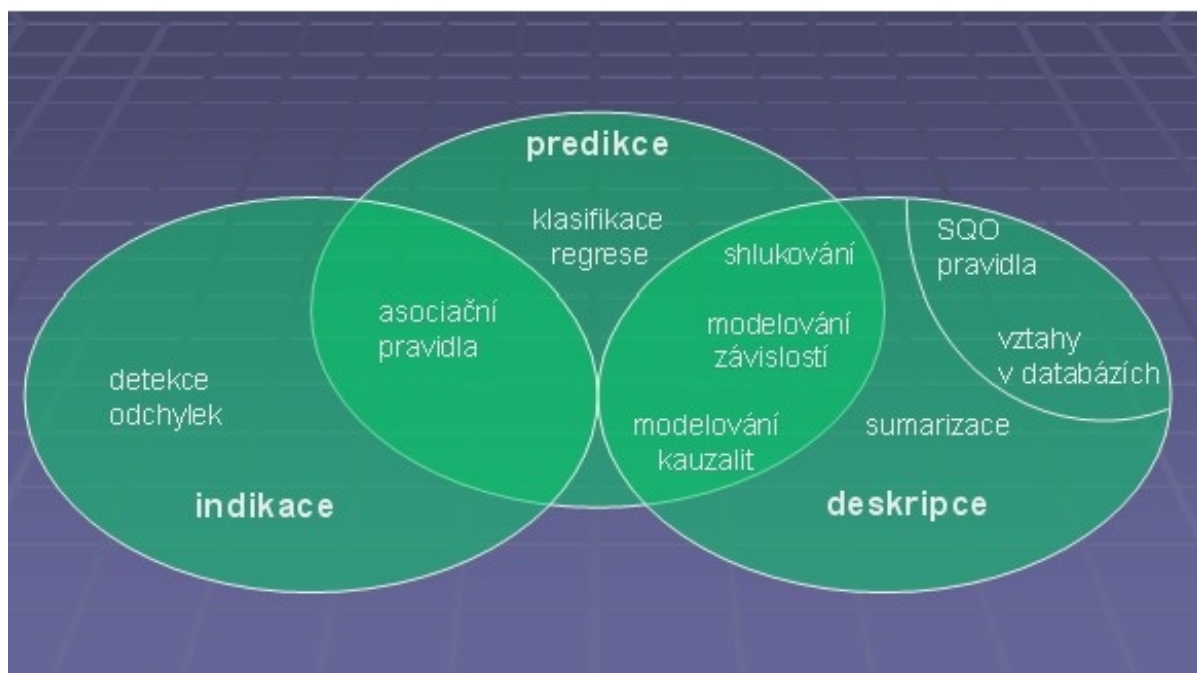 predikce
klasifikace
regrese
shlukování
SQO
pravidla
asociační
pravidla
modelování
závislostí
vztahy
v databázích
detekce
odchylek
modelování
kauzalit
sumarizace
indikace
deskripce